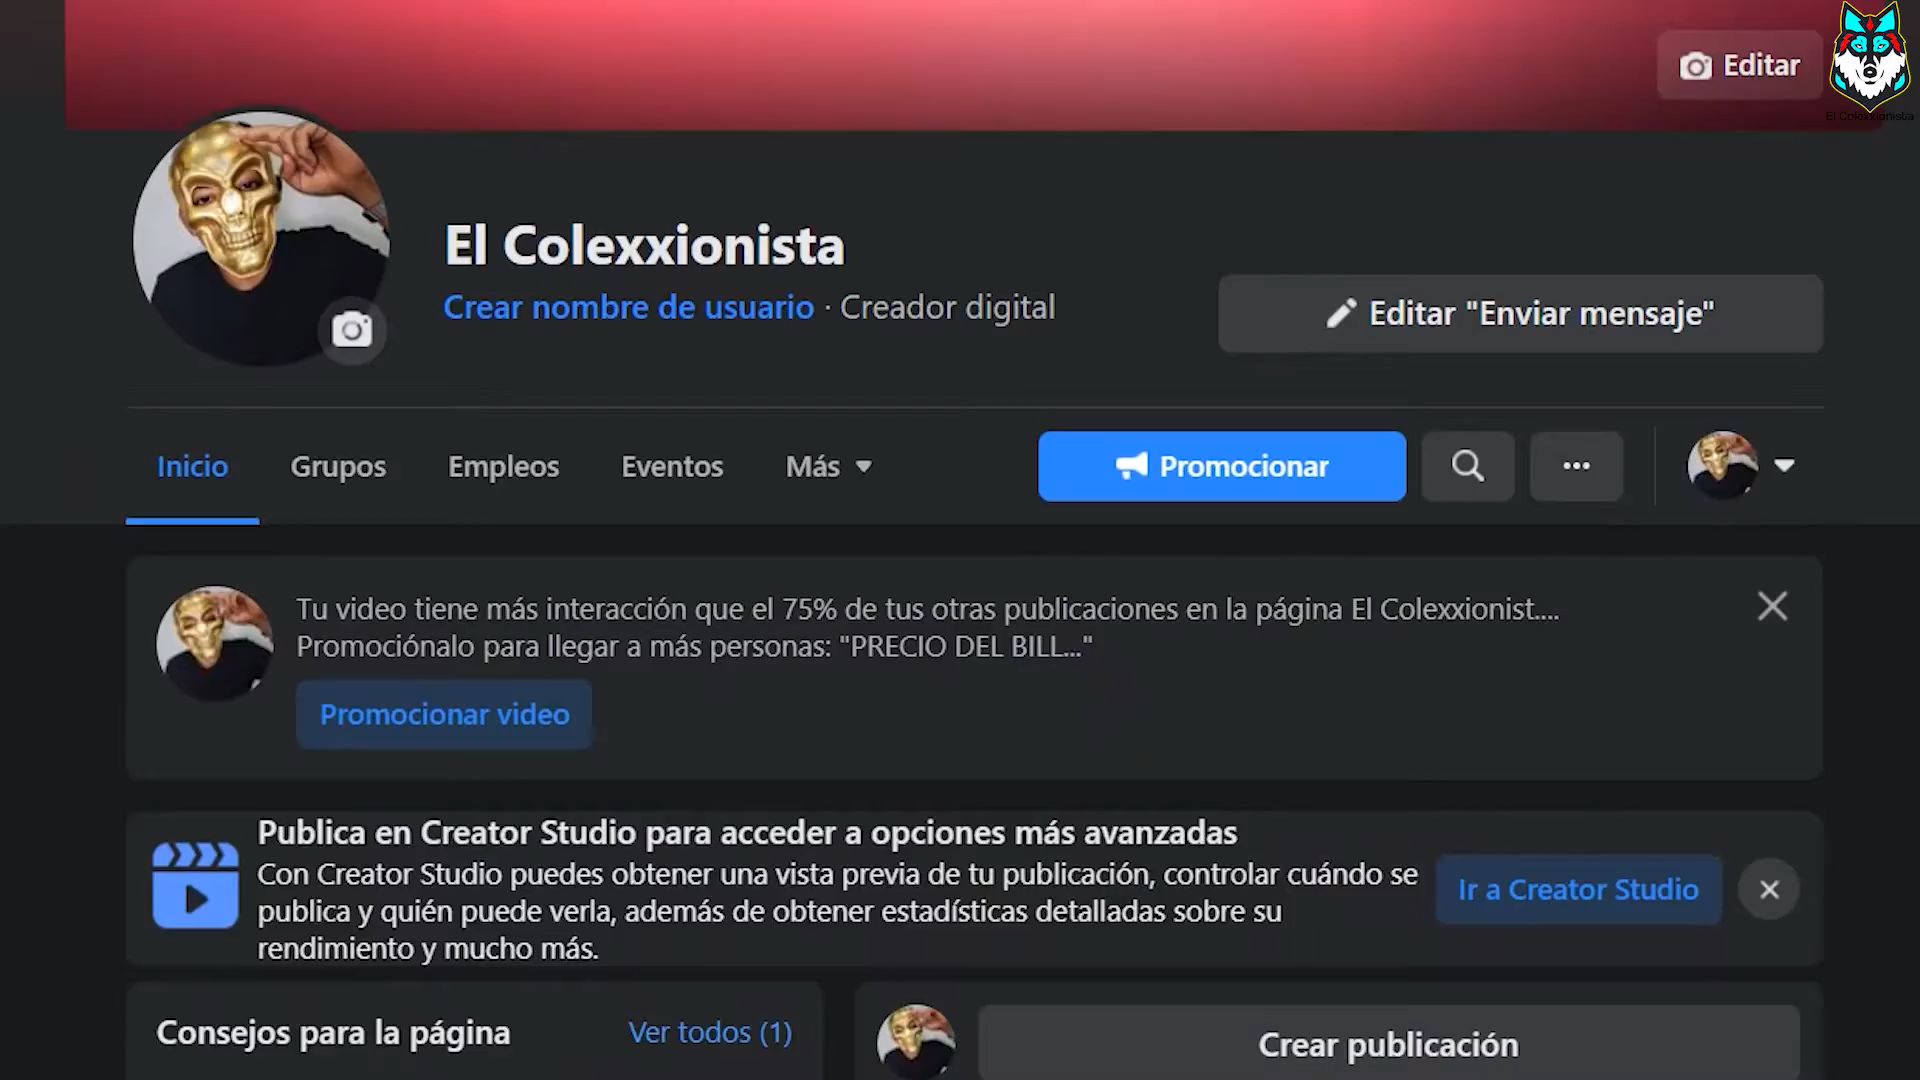 Editar
El Colexxionista
El Colexxionista
Crear nombre de usuario · Creador digital
Editar "Enviar mensaje"
Inicio
Grupos
Empleos
Eventos
Más
Promocionar
Tu video tiene más interacción que el 75% de tus otras publicaciones en la página El Colexxionist....
Promociónalo para llegar a más personas: "PRECIO DEL BILL..."
Promocionar video
Publica en Creator Studio para acceder a opciones más avanzadas
Con Creator Studio puedes obtener una vista previa de tu publicación, controlar cuándo se
publica y quién puede verla, además de obtener estadísticas detalladas sobre su
rendimiento y mucho más.
Ir a Creator Studio
Consejos para la página
Ver todos (1)
Crear publicación